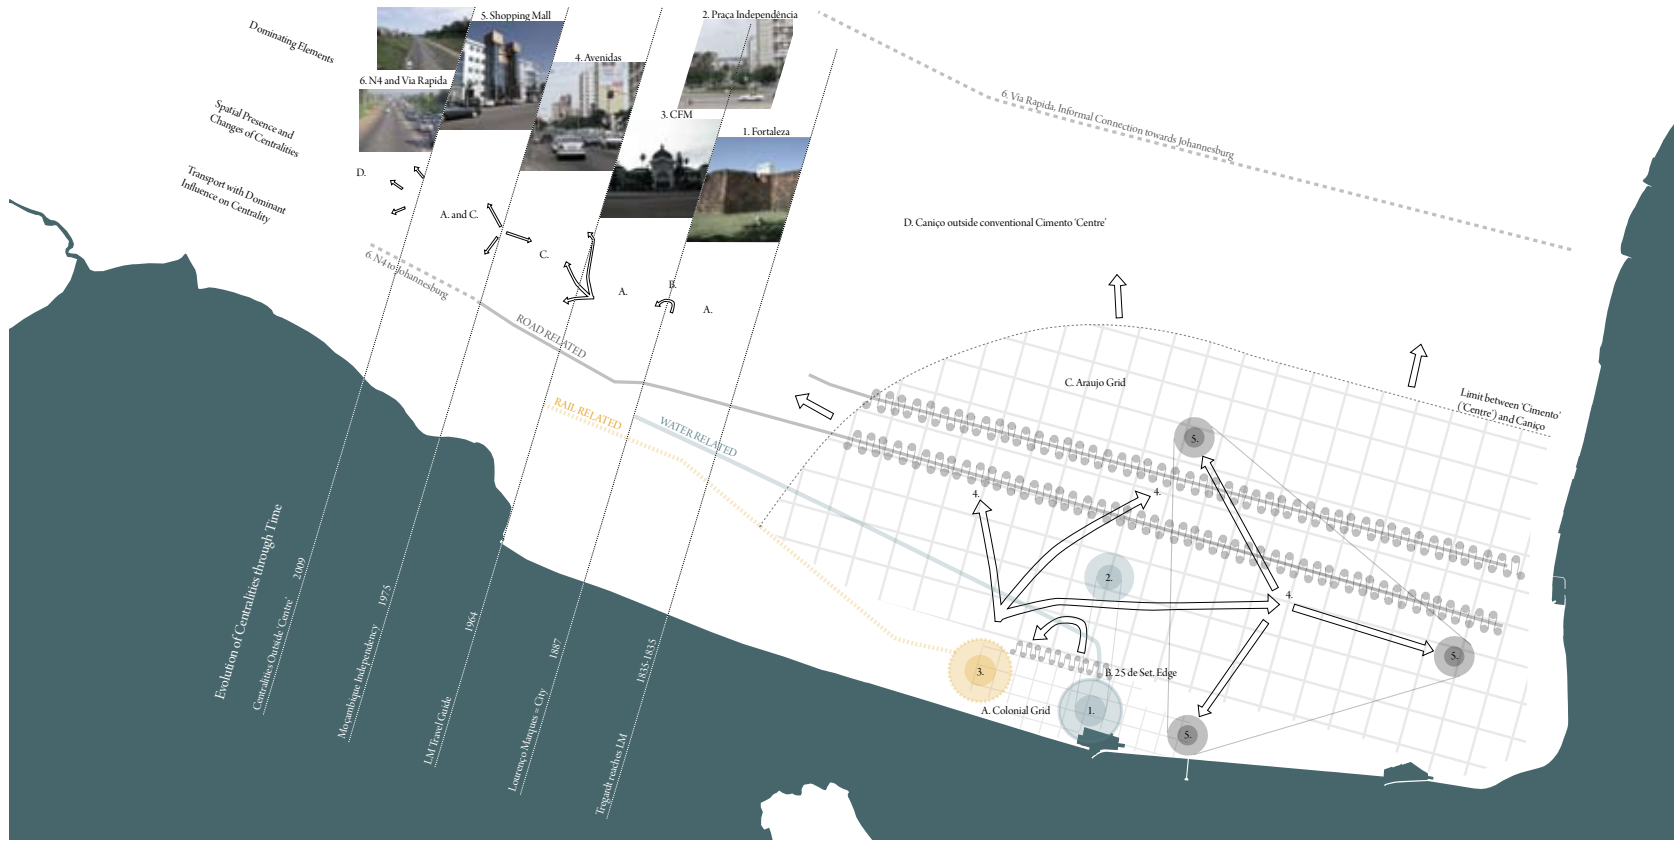 Dominating Elements
Spatial Presence and
Changes of Centralities
Transport with Dominant
Influence on Centrality
5. Shopping Mall
2. Praça Independência
4. Avenidas
6. N4 and Via Rapida
3. CFM
1. Fortaleza
D.
A. and C.
C.
A.
B.
A.
6. N4 to Johannesburg
ROAD RELATED
RAIL RELATED
WATER RELATED
6. Via Rapida, Informal Connection towards Johannesburg
D. Caniço outside conventional Cimento 'Centre'
C. Araujo Grid
Limit between 'Cimento'
('Centre') and Caniço
5.
4.
4.
2.
4.
5.
3.
B. 25 de Set. Edge
A. Colonial Grid
1.
5.
Evolution of Centralities through Time
Centralities Outside 'Centre'
2009
Moçambique Independency
1975
LM Travel Guide
1964
Lourenço Marques = City
1887
Tregardt reaches LM
1835-1835